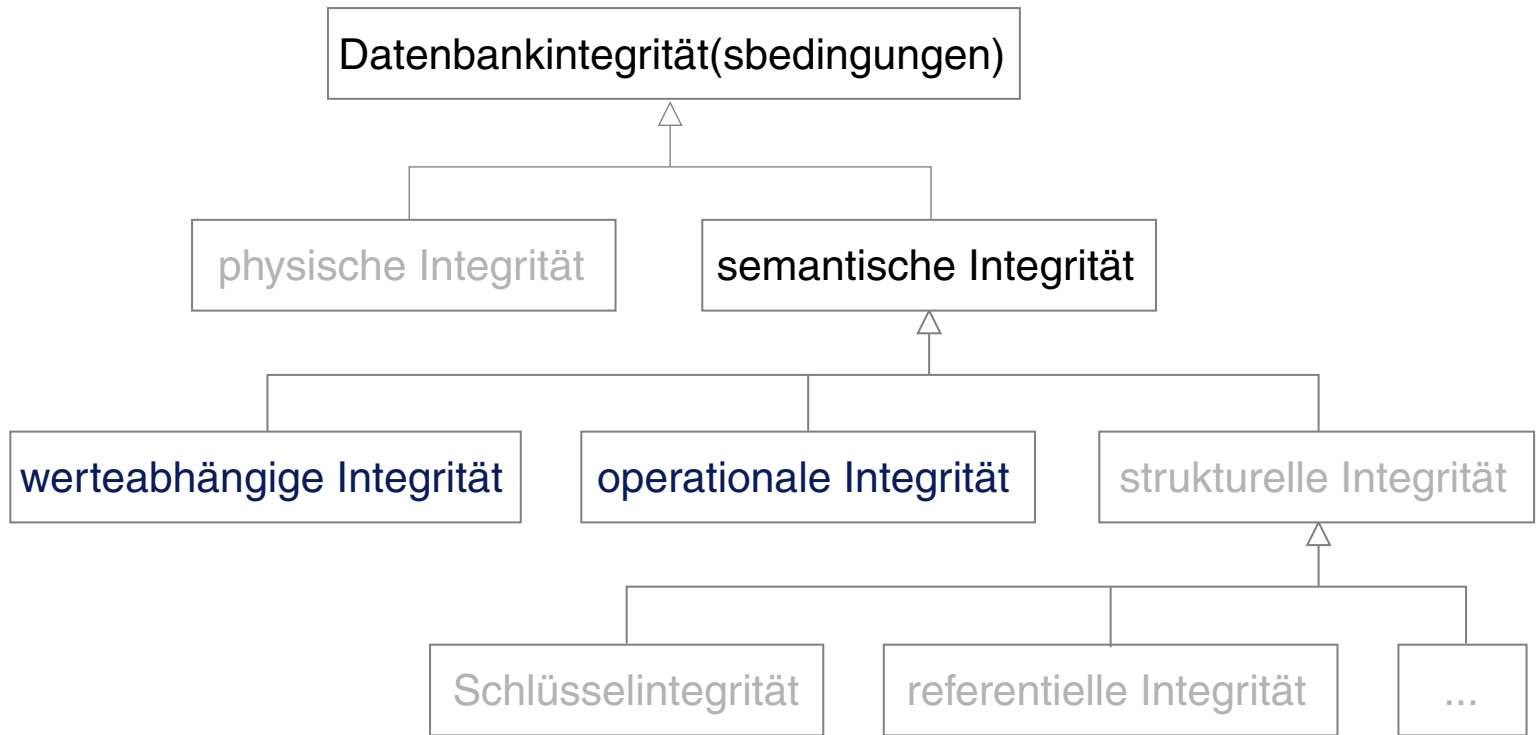 Datenbankintegrität(sbedingungen)
physische Integrität
semantische Integrität
werteabhängige Integrität
operationale Integrität
strukturelle Integrität
Schlüsselintegrität
referentielle Integrität
...